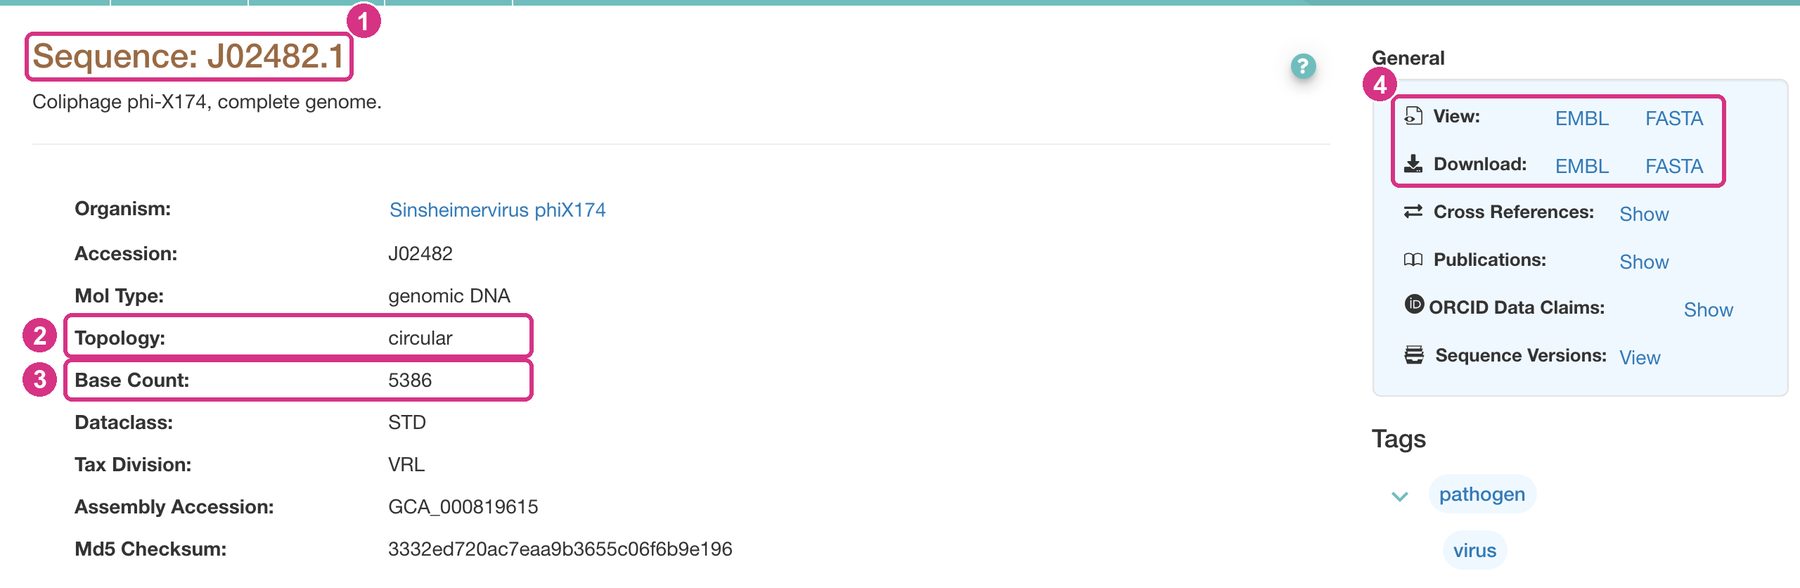 1
Sequence: J02482.1
Coliphage phi-X174, complete genome.
?
Organism: Sinsheimervirus phiX174
Accession: J02482
Mol Type: genomic DNA
2 Topology: circular
3 Base Count: 5386
Dataclass: STD
Tax Division: VRL
Assembly Accession: GCA_000819615
Md5 Checksum: 3332ed720ac7eaa9b3655c06f6b9e196
General
4
View: EMBL FASTA
Download: EMBL FASTA
Cross References: Show
Publications: Show
iD ORCID Data Claims: Show
Sequence Versions: View
Tags
pathogen
virus